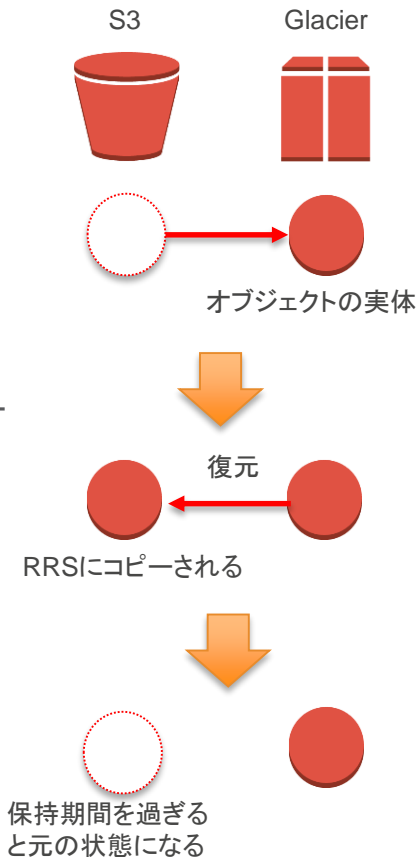 S3
Glacier
オブジェクトの実体
復元
RRSにコピーされる
保持期間を過ぎる
と元の状態になる